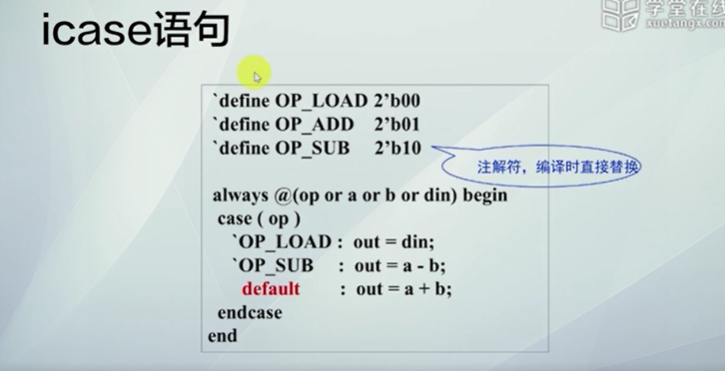 icase语句
学堂在线
xuetangx.com
`define OP_LOAD 2’b00
`define OP_ADD 2’b01
`define OP_SUB 2’b10
注解符，编译时直接替换
always @(op or a or b or din) begin
case ( op )
`OP_LOAD : out = din;
`OP_SUB : out = a - b;
default : out = a + b;
endcase
end